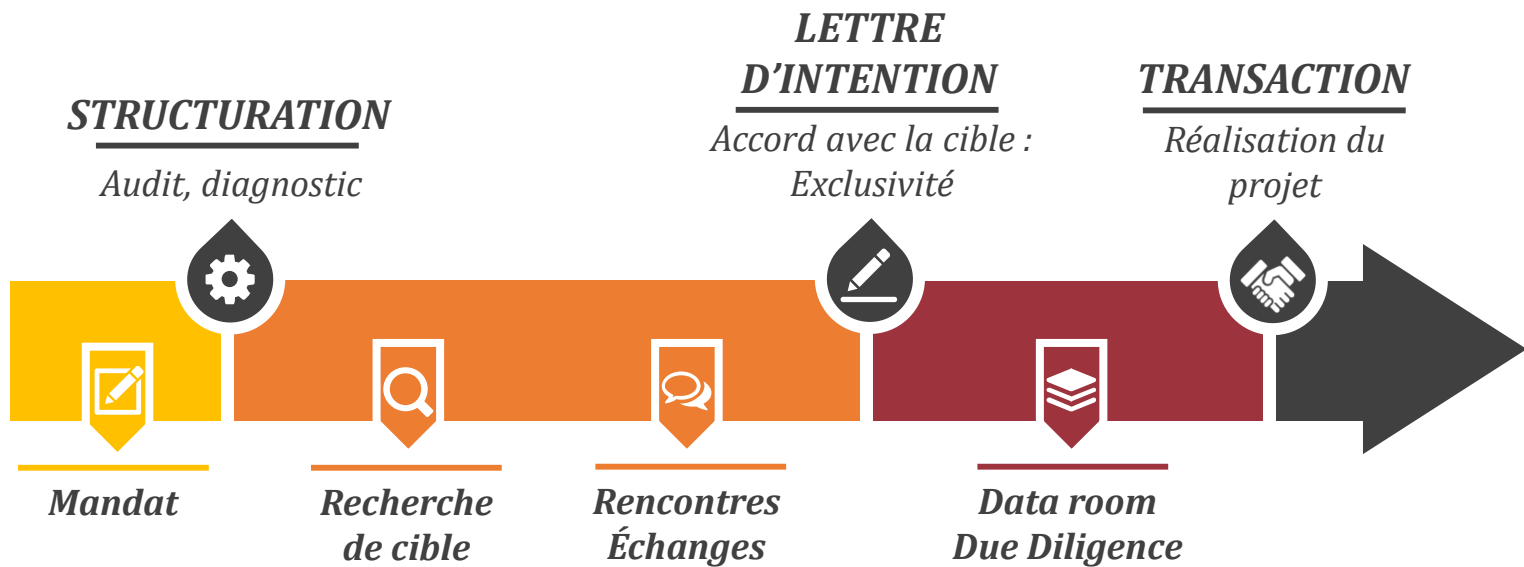 STRUCTURATION
Audit, diagnostic
LETTRE
D’INTENTION
Accord avec la cible :
Exclusivité
TRANSACTION
Réalisation du
projet
Mandat
Recherche
de cible
Rencontres
Échanges
Data room
Due Diligence